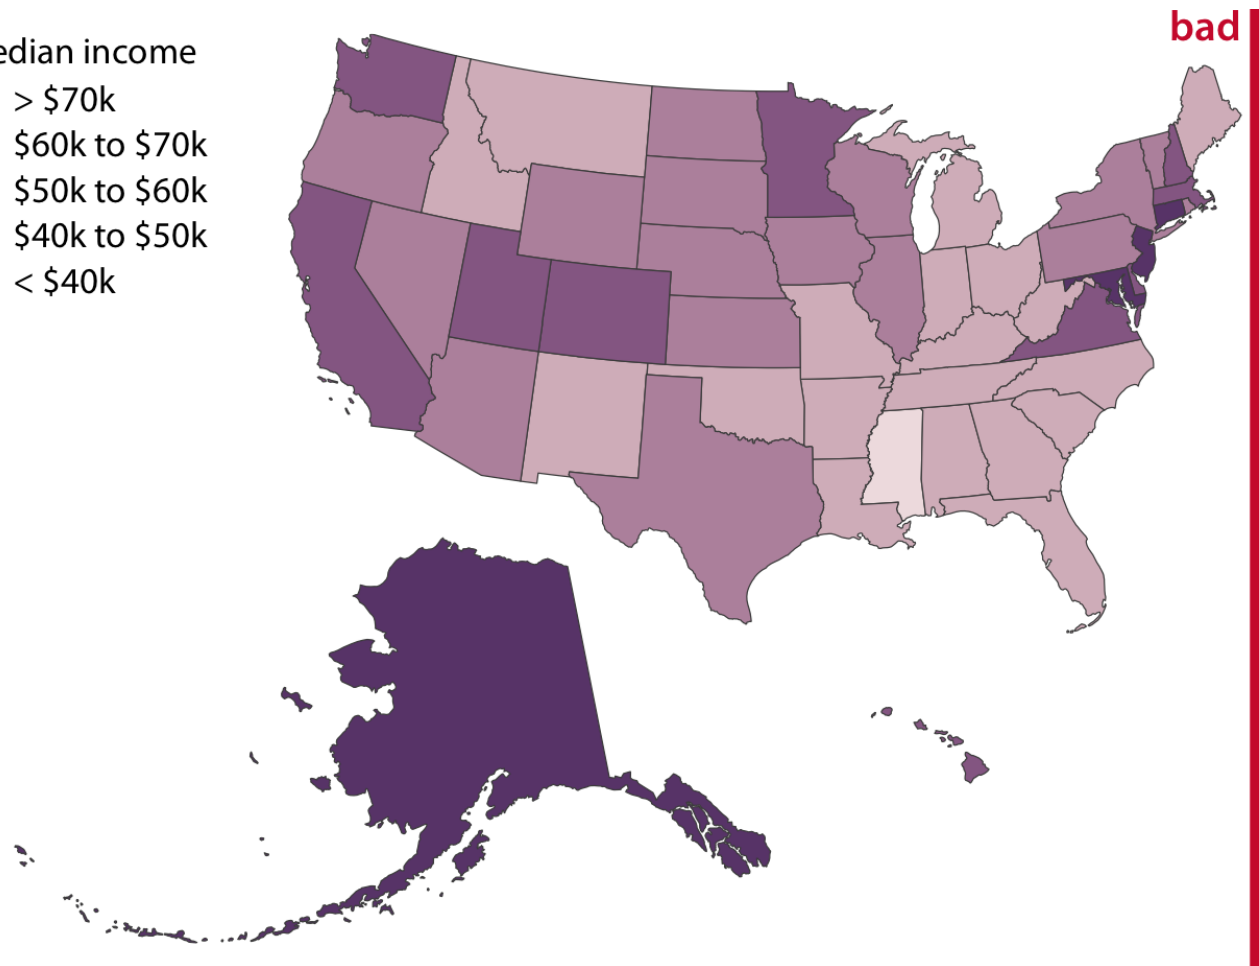 bad
edian income
> $70k
$60k to $70k
$50k to $60k
$40k to $50k
< $40k